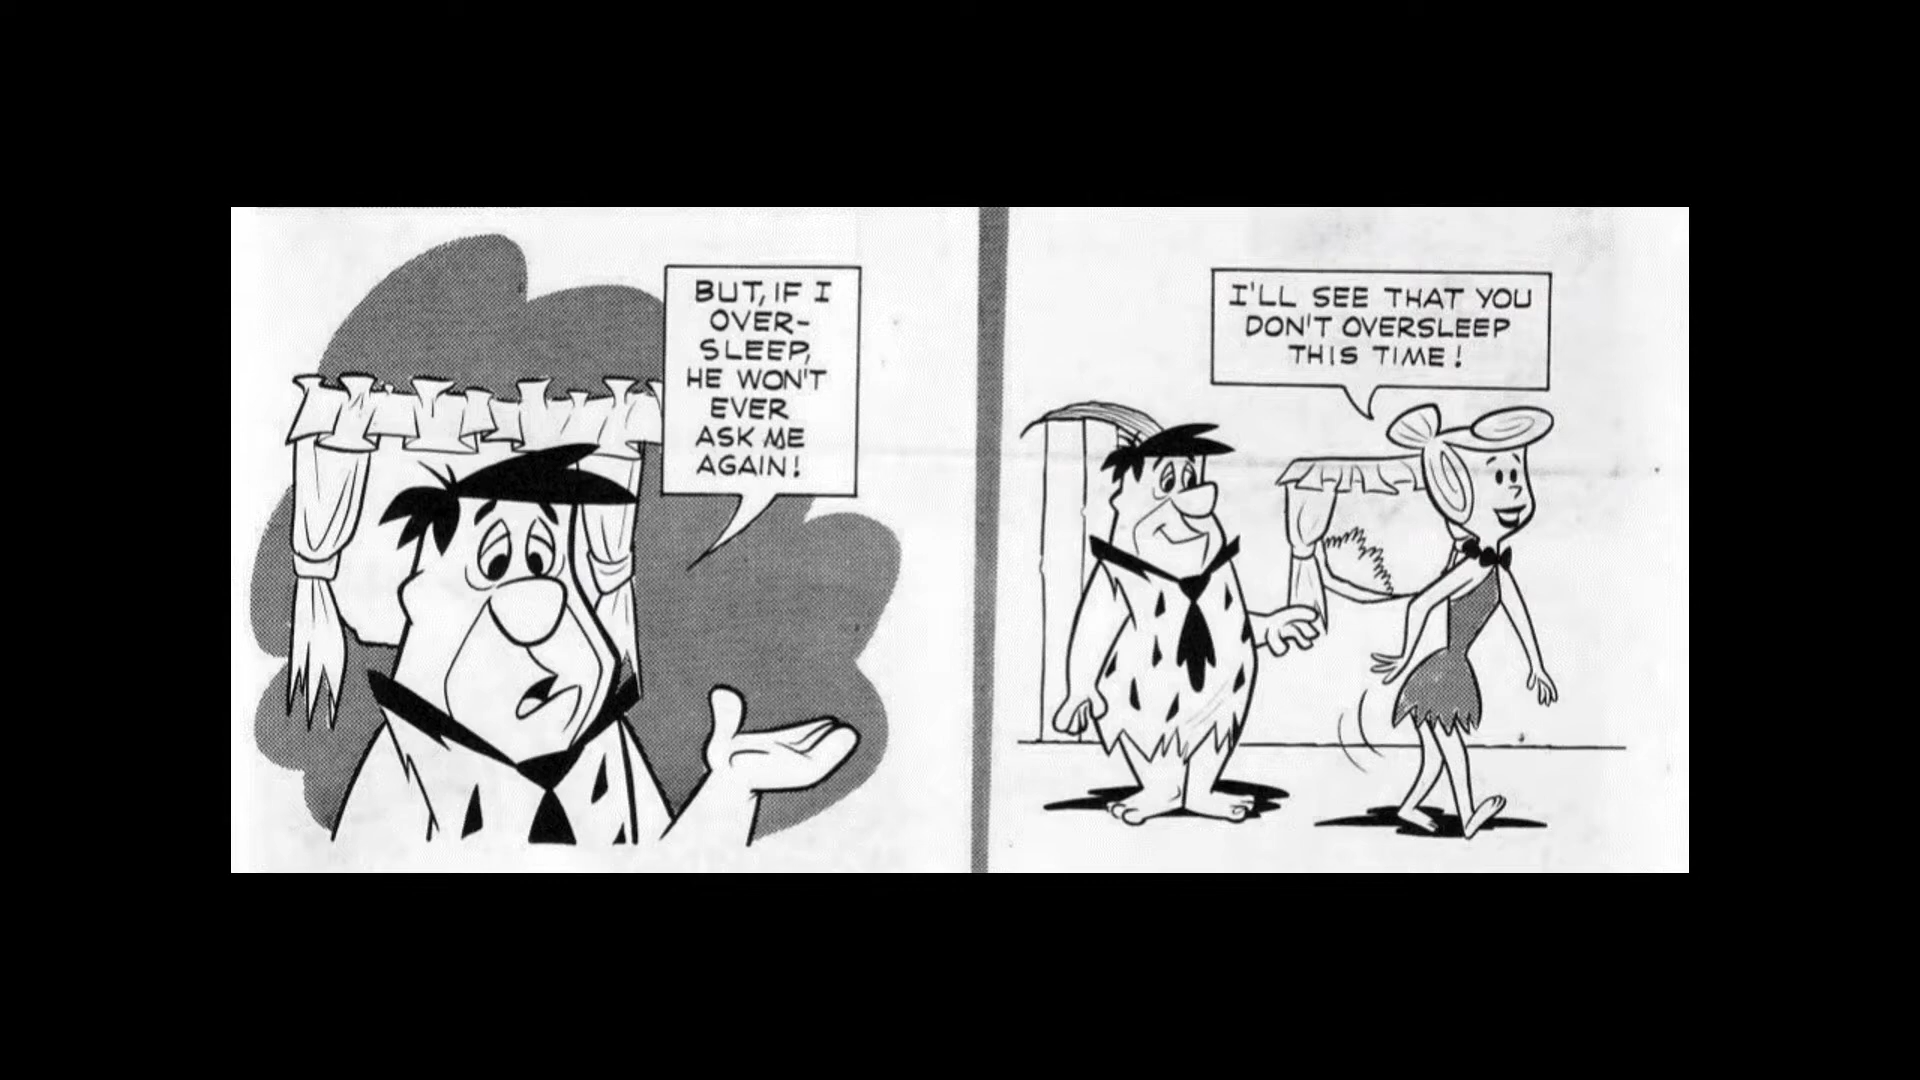 BUT, IF I
OVER-
SLEEP,
HE WON'T
EVER
ASK ME
AGAIN!
I'LL SEE THAT YOU
DON'T OVERSLEEP
THIS TIME!